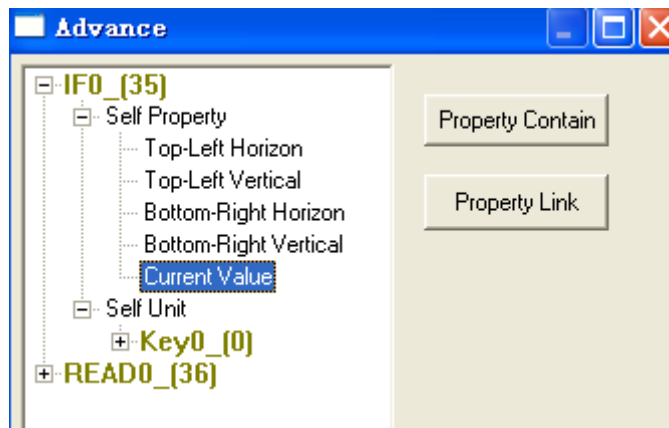 Advance
IF0_(35)
Self Property
Top-Left Horizon
Top-Left Vertical
Bottom-Right Horizon
Bottom-Right Vertical
Current Value
Self Unit
Key0_(0)
READ0_(36)
Property Contain
Property Link